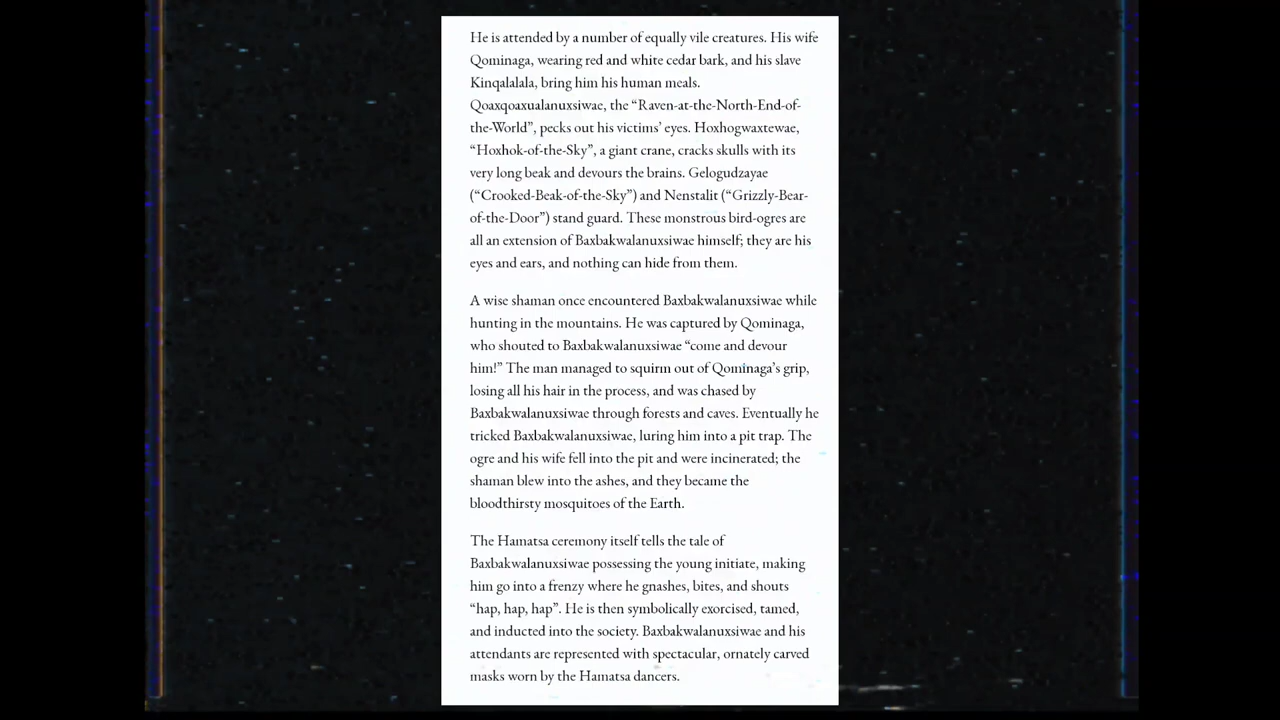 He is attended by a number of equally vile creatures. His wife
Qominaga, wearing red and white cedar bark, and his slave
Kinqalalala, bring him his human meals.
Qoaxqoaxualanuxsiwae, the “Raven-at-the-North-End-of-
the-World”, pecks out his victims’ eyes. Hoxhogwaxtewae,
“Hoxhok-of-the-Sky”, a giant crane, cracks skulls with its
very long beak and devours the brains. Gelogudzayae
(“Crooked-Beak-of-the-Sky”) and Nenstalit (“Grizzly-Bear-
of-the-Door”) stand guard. These monstrous bird-ogres are
all an extension of Baxbakwalanuxsiwae himself; they are his
eyes and ears, and nothing can hide from them.
A wise shaman once encountered Baxbakwalanuxsiwae while
hunting in the mountains. He was captured by Qominaga,
who shouted to Baxbakwalanuxsiwae “come and devour
him!” The man managed to squirm out of Qominaga’s grip,
losing all his hair in the process, and was chased by
Baxbakwalanuxsiwae through forests and caves. Eventually he
tricked Baxbakwalanuxsiwae, luring him into a pit trap. The
ogre and his wife fell into the pit and were incinerated; the
shaman blew into the ashes, and they became the
bloodthirsty mosquitoes of the Earth.
The Hamatsa ceremony itself tells the tale of
Baxbakwalanuxsiwae possessing the young initiate, making
him go into a frenzy where he gnashes, bites, and shouts
“hap, hap, hap”. He is then symbolically exorcised, tamed,
and inducted into the society. Baxbakwalanuxsiwae and his
attendants are represented with spectacular, ornately carved
masks worn by the Hamatsa dancers.